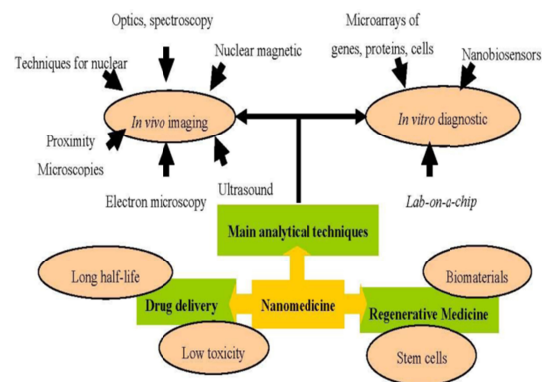 Optics, spectroscopy
Microarrays of
genes, proteins, cells
Nuclear magnetic
Techniques for nuclear
Nanobiosensors
In vivo imaging
In vitro diagnostic
Proximity
Microscopies
Ultrasound
Electron microscopy
Lab-on-a-chip
Main analytical techniques
Long half-life
Biomaterials
Drug delivery
Nanomedicine
Regenerative Medicine
Low toxicity
Stem cells